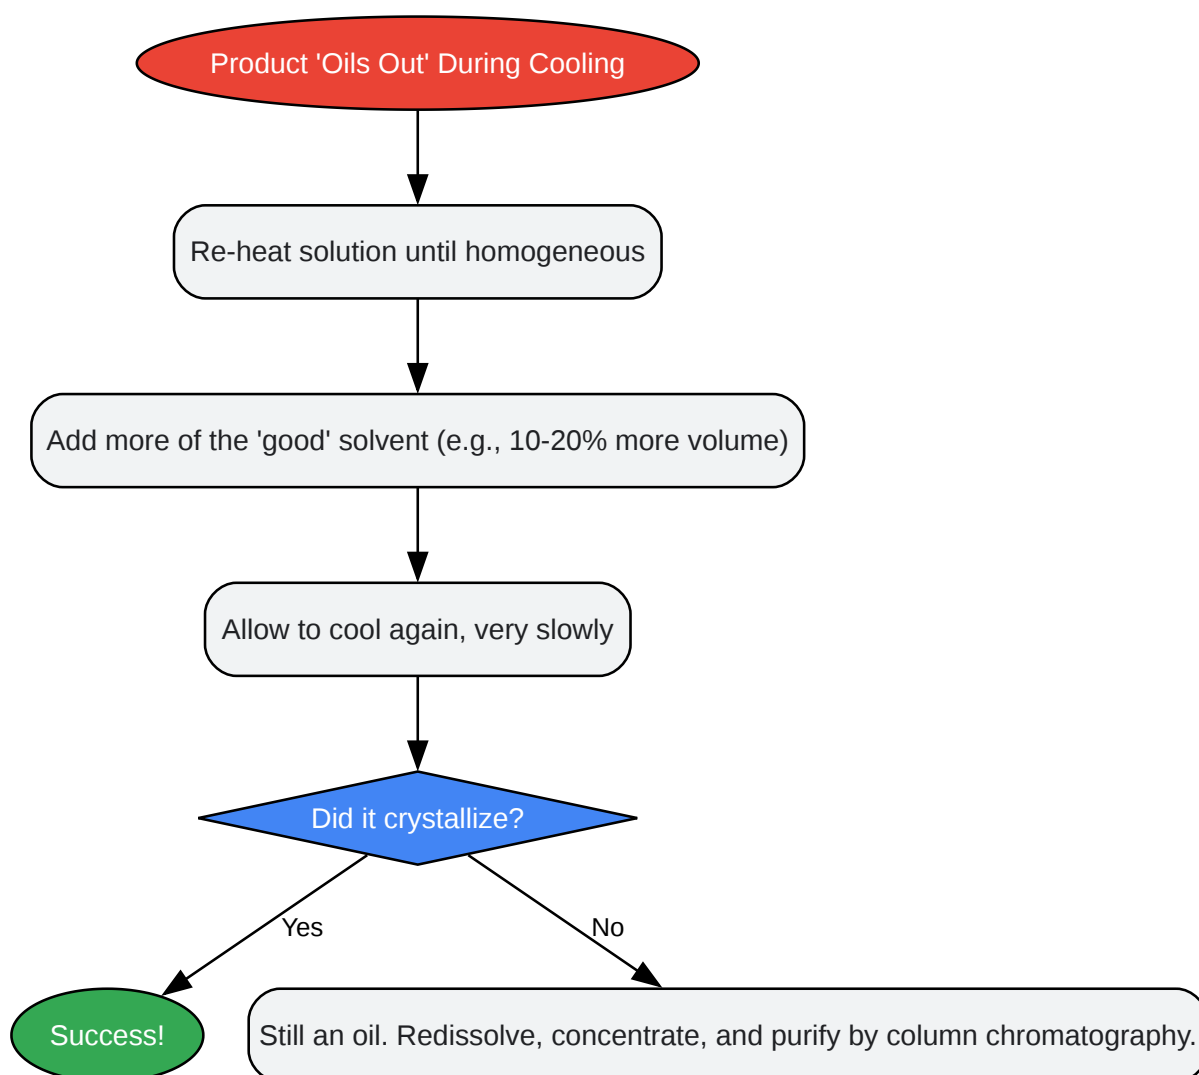 Product 'Oils Out' During Cooling
Re-heat solution until homogeneous
Add more of the 'good' solvent (e.g., 10-20% more volume)
Allow to cool again, very slowly
Did it crystallize?
Yes
No
Success!
Still an oil. Redissolve, concentrate, and purify by column chromatography.